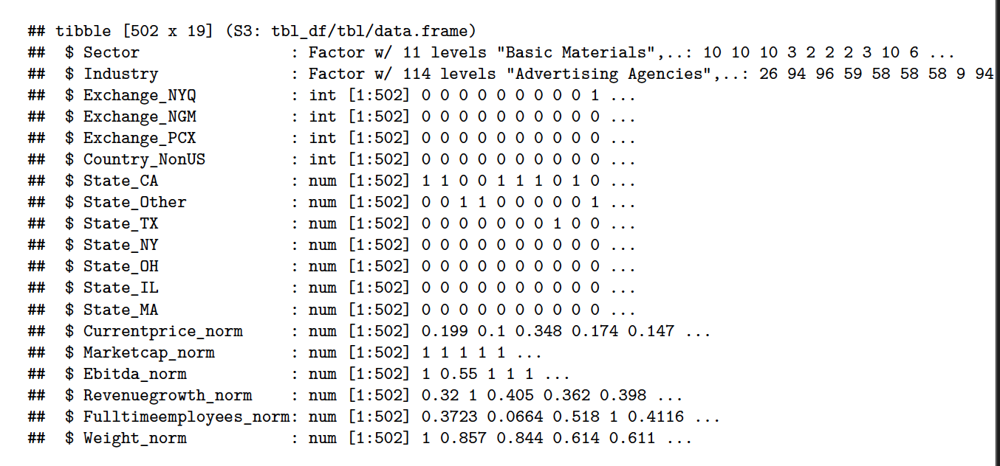 ## tibble [502 x 19] (S3: tbl_df/tbl/data.frame)
##  $ Sector               : Factor w/ 11 levels "Basic Materials",..: 10 10 10 3 2 2 2 3 10 6 ...
##  $ Industry             : Factor w/ 114 levels "Advertising Agencies",..: 26 94 96 59 58 58 58 9 94
##  $ Exchange_NYQ         : int [1:502] 0 0 0 0 0 0 0 0 0 1 ...
##  $ Exchange_NGM         : int [1:502] 0 0 0 0 0 0 0 0 0 0 ...
##  $ Exchange_PCX         : int [1:502] 0 0 0 0 0 0 0 0 0 0 ...
##  $ Country_NonUS        : int [1:502] 0 0 0 0 0 0 0 0 0 0 ...
##  $ State_CA             : num [1:502] 1 1 0 0 1 1 1 0 1 0 ...
##  $ State_Other          : num [1:502] 0 0 1 1 0 0 0 0 0 1 ...
##  $ State_TX             : num [1:502] 0 0 0 0 0 0 0 1 0 0 ...
##  $ State_NY             : num [1:502] 0 0 0 0 0 0 0 0 0 0 ...
##  $ State_OH             : num [1:502] 0 0 0 0 0 0 0 0 0 0 ...
##  $ State_IL             : num [1:502] 0 0 0 0 0 0 0 0 0 0 ...
##  $ State_MA             : num [1:502] 0 0 0 0 0 0 0 0 0 0 ...
##  $ Currentprice_norm    : num [1:502] 0.199 0.1 0.348 0.174 0.147 ...
##  $ Marketcap_norm       : num [1:502] 1 1 1 1 1 ...
##  $ Ebitda_norm          : num [1:502] 1 0.55 1 1 1 ...
##  $ Revenuegrowth_norm   : num [1:502] 0.32 1 0.405 0.362 0.398 ...
##  $ Fulltimeemployees_norm: num [1:502] 0.3723 0.0664 0.518 1 0.4116 ...
##  $ Weight_norm          : num [1:502] 1 0.857 0.844 0.614 0.611 ...